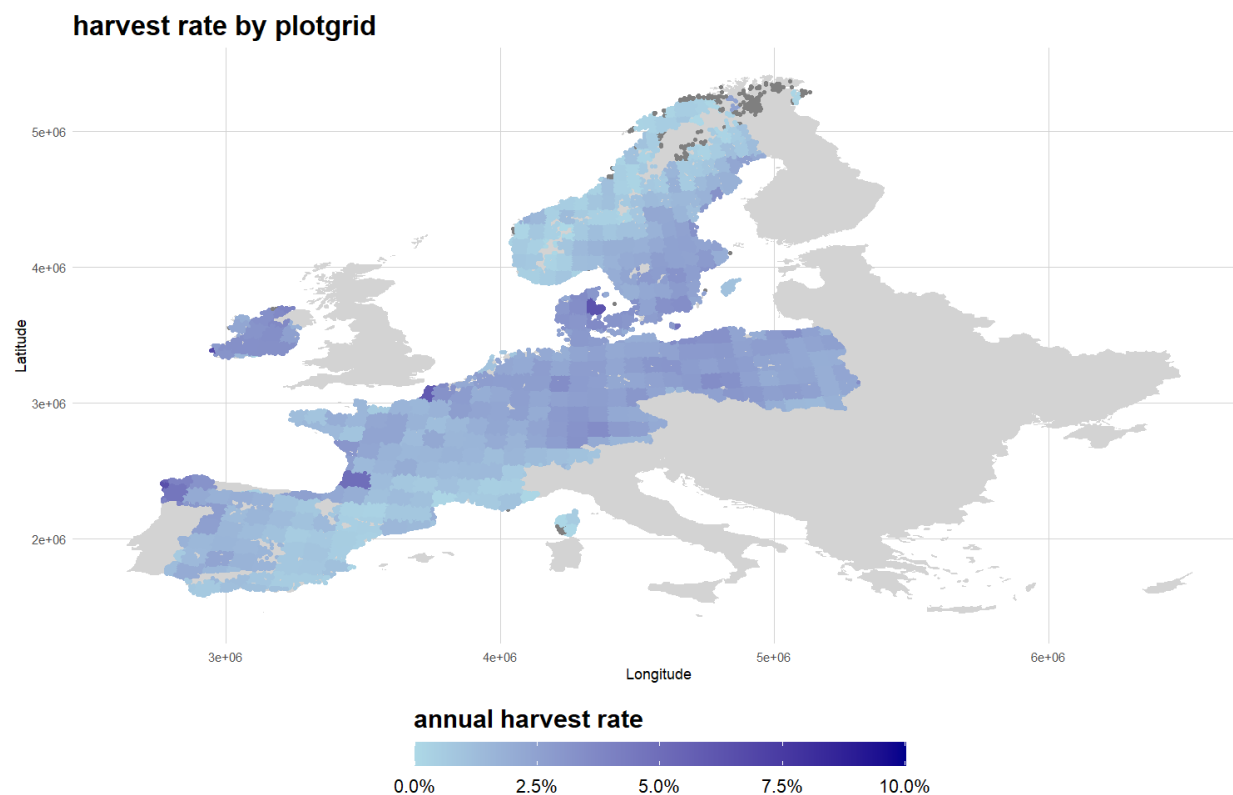 harvest rate by plotgrid
5e+06
4e+06
3e+06
2e+06
Latitude
3e+06
4e+06
5e+06
6e+06
Longitude
annual harvest rate
0.0%
2.5%
5.0%
7.5%
10.0%